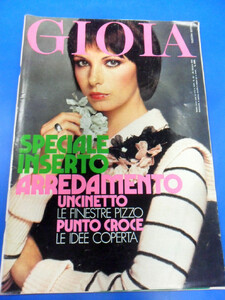 GIOIA
SPECIALE
INSERTO
ARREDAMENTO
UNCINETTO
LE FINESTRE PIZZO
PUNTO CROCE
LE IDEE COPERTA